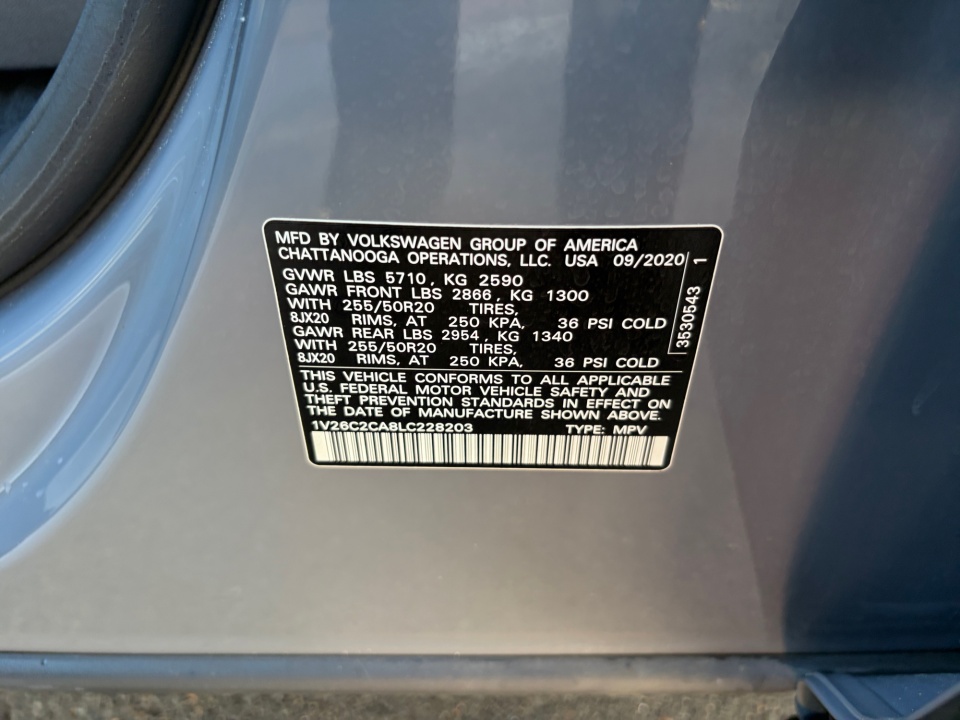 MFD BY VOLKSWAGEN GROUP OF AMERICA
CHATTANOOGA OPERATIONS, LLC. USA 09/2020
GVWR LBS 5710, KG 2590
GAWR FRONT LBS 2866, KG 1300
WITH 255/50R20 TIRES,
8JX20 RIMS, AT 250 KPA, 36 PSI COLD
GAWR REAR LBS 2954, KG 1340
WITH 255/50R20 TIRES,
8JX20 RIMS, AT 250 KPA, 36 PSI COLD
THIS VEHICLE CONFORMS TO ALL APPLICABLE
U.S. FEDERAL MOTOR VEHICLE SAFETY AND
THEFT PREVENTION STANDARDS IN EFFECT ON
THE DATE OF MANUFACTURE SHOWN ABOVE.
1V26C2CA8LC228203 TYPE: MPV
3530543 1